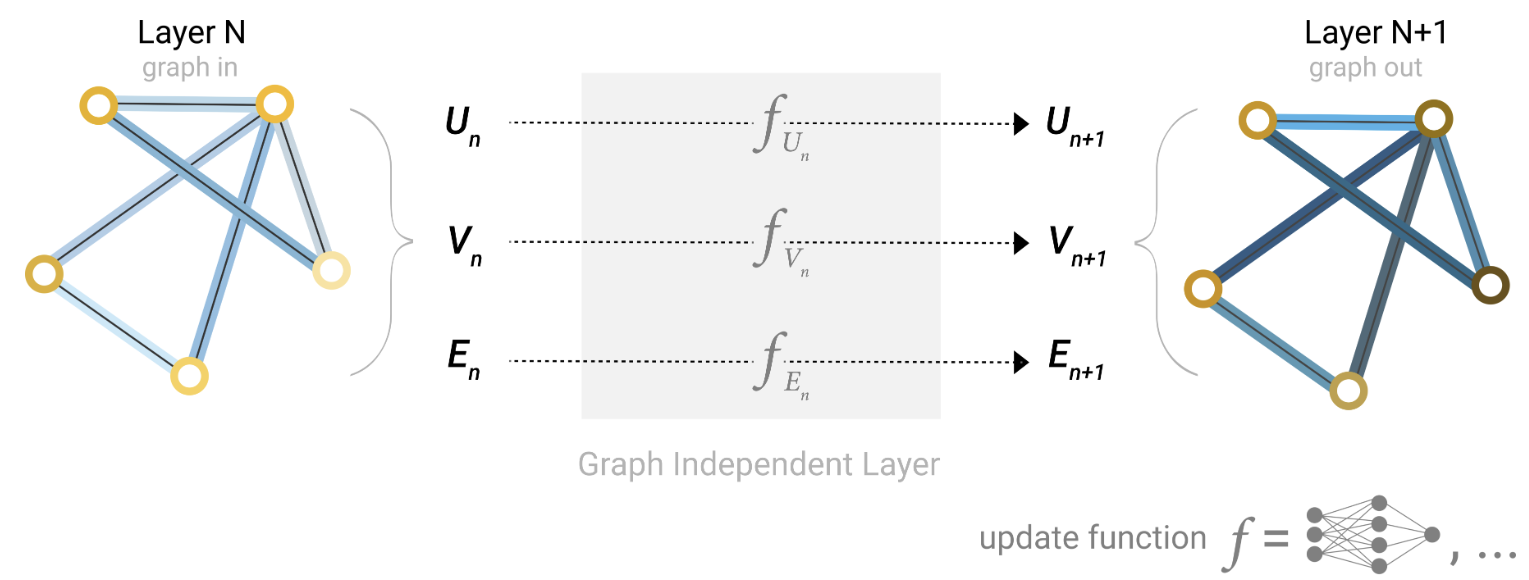 Layer N
graph in
Layer N+1
graph out
U_n
f_{U_n}
U_{n+1}
V_n
f_{V_n}
V_{n+1}
E_n
f_{E_n}
E_{n+1}
Graph Independent Layer
update function f = , ...